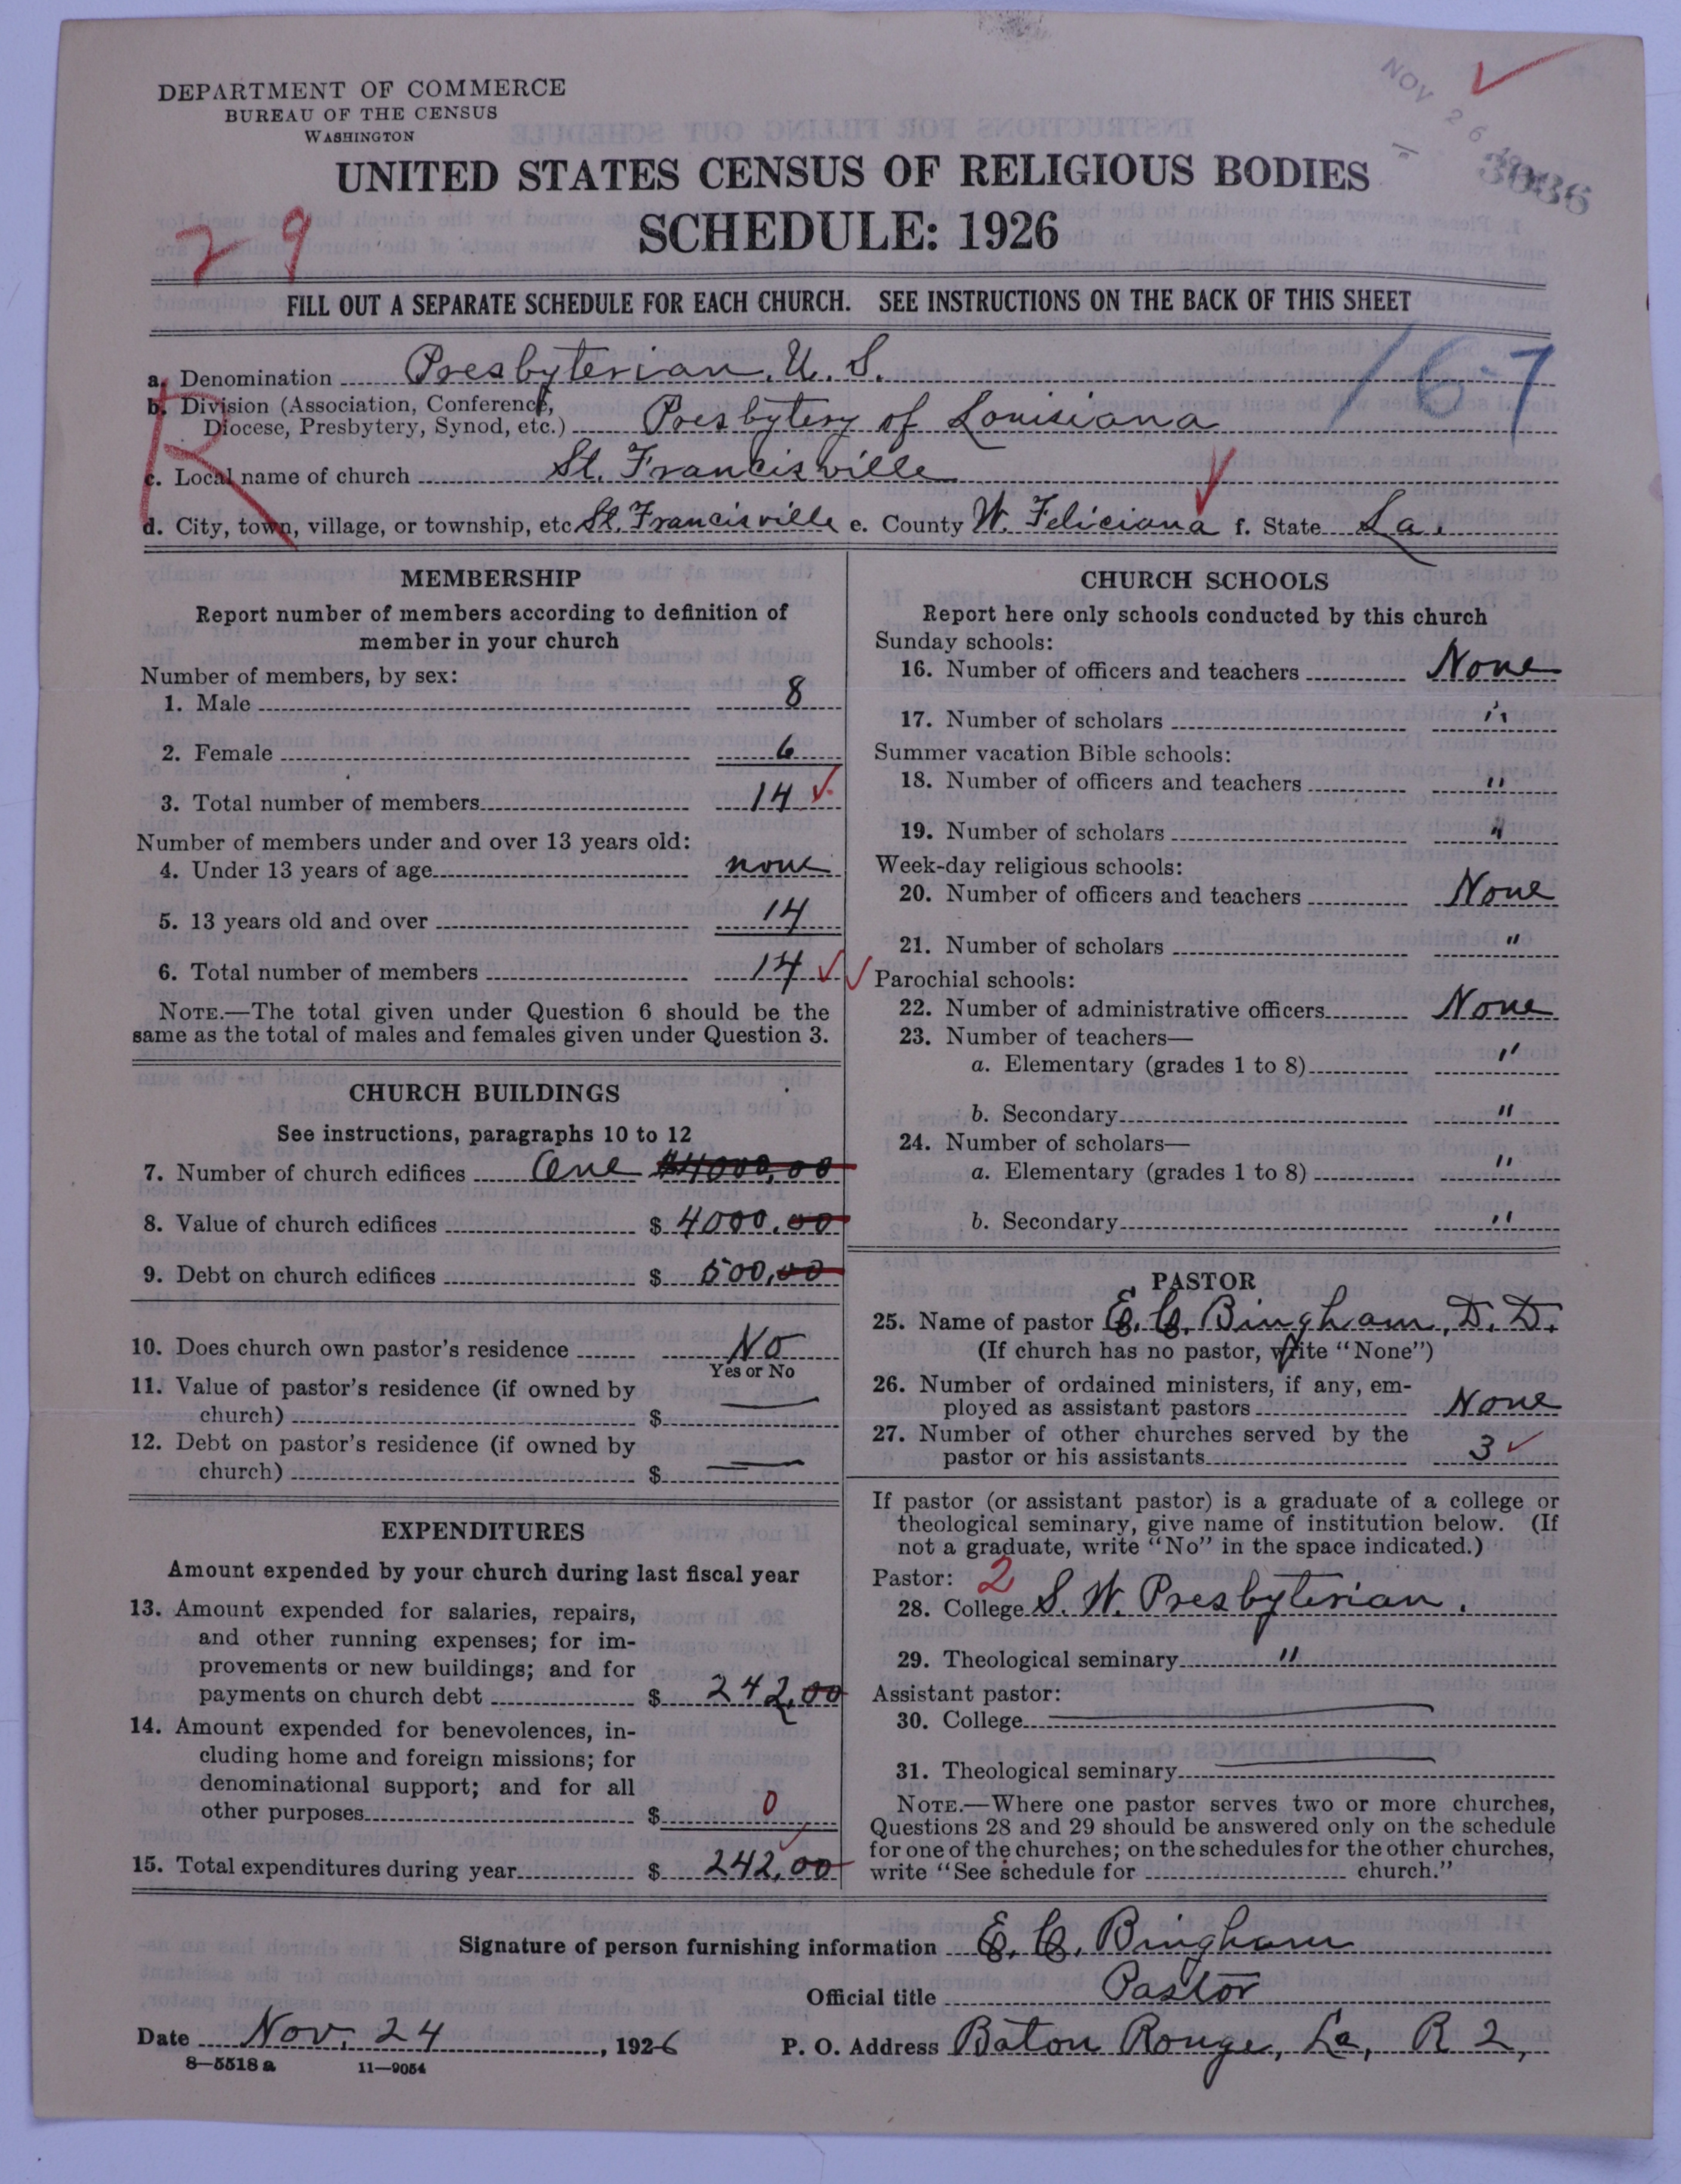 DEPARTMENT OF COMMERCE
BUREAU OF THE CENSUS
WASHINGTON
NOV 26
3036
UNITED STATES CENSUS OF RELIGIOUS BODIES
SCHEDULE: 1926
29
FILL OUT A SEPARATE SCHEDULE FOR EACH CHURCH. SEE INSTRUCTIONS ON THE BACK OF THIS SHEET
167
R
a. Denomination Presbyterian, U. S.
b. Division (Association, Conference,
Diocese, Presbytery, Synod, etc.) Presbytery of Louisiana
c. Local name of church St. Francisville
d. City, town, village, or township, etc. St. Francisville e. County W. Feliciana f. State La.
MEMBERSHIP
Report number of members according to definition of
member in your church
Number of members, by sex:
1. Male 8
2. Female 6
3. Total number of members 14
Number of members under and over 13 years old:
4. Under 13 years of age none
5. 13 years old and over 14
6. Total number of members 14
NOTE.—The total given under Question 6 should be the
same as the total of males and females given under Question 3.
CHURCH BUILDINGS
See instructions, paragraphs 10 to 12
7. Number of church edifices One $4000,00
8. Value of church edifices $ 4000.00
9. Debt on church edifices $ 500,00
10. Does church own pastor's residence No
Yes or No
11. Value of pastor's residence (if owned by
church) $ —
12. Debt on pastor's residence (if owned by
church) $ —
EXPENDITURES
Amount expended by your church during last fiscal year
13. Amount expended for salaries, repairs,
and other running expenses; for im-
provements or new buildings; and for
payments on church debt $ 242,00
14. Amount expended for benevolences, in-
cluding home and foreign missions; for
denominational support; and for all
other purposes $ 0
15. Total expenditures during year $ 242,00
CHURCH SCHOOLS
Report here only schools conducted by this church
Sunday schools:
16. Number of officers and teachers None
17. Number of scholars "
Summer vacation Bible schools:
18. Number of officers and teachers "
19. Number of scholars "
Week-day religious schools:
20. Number of officers and teachers None
21. Number of scholars "
Parochial schools:
22. Number of administrative officers None
23. Number of teachers—
a. Elementary (grades 1 to 8) "
b. Secondary "
24. Number of scholars—
a. Elementary (grades 1 to 8) "
b. Secondary "
PASTOR
25. Name of pastor E. C. Bingham, D. D.
(If church has no pastor, write "None")
26. Number of ordained ministers, if any, em-
ployed as assistant pastors None
27. Number of other churches served by the
pastor or his assistants 3
If pastor (or assistant pastor) is a graduate of a college or
theological seminary, give name of institution below. (If
not a graduate, write "No" in the space indicated.)
Pastor: 2
28. College S. W. Presbyterian.
29. Theological seminary "
Assistant pastor:
30. College —
31. Theological seminary —
NOTE.—Where one pastor serves two or more churches,
Questions 28 and 29 should be answered only on the schedule
for one of the churches; on the schedules for the other churches,
write "See schedule for church."
Signature of person furnishing information E. C. Bingham
Official title Pastor
Date Nov. 24, 1926 P. O. Address Baton Rouge, La, R 2,
8—5518 a 11—9054